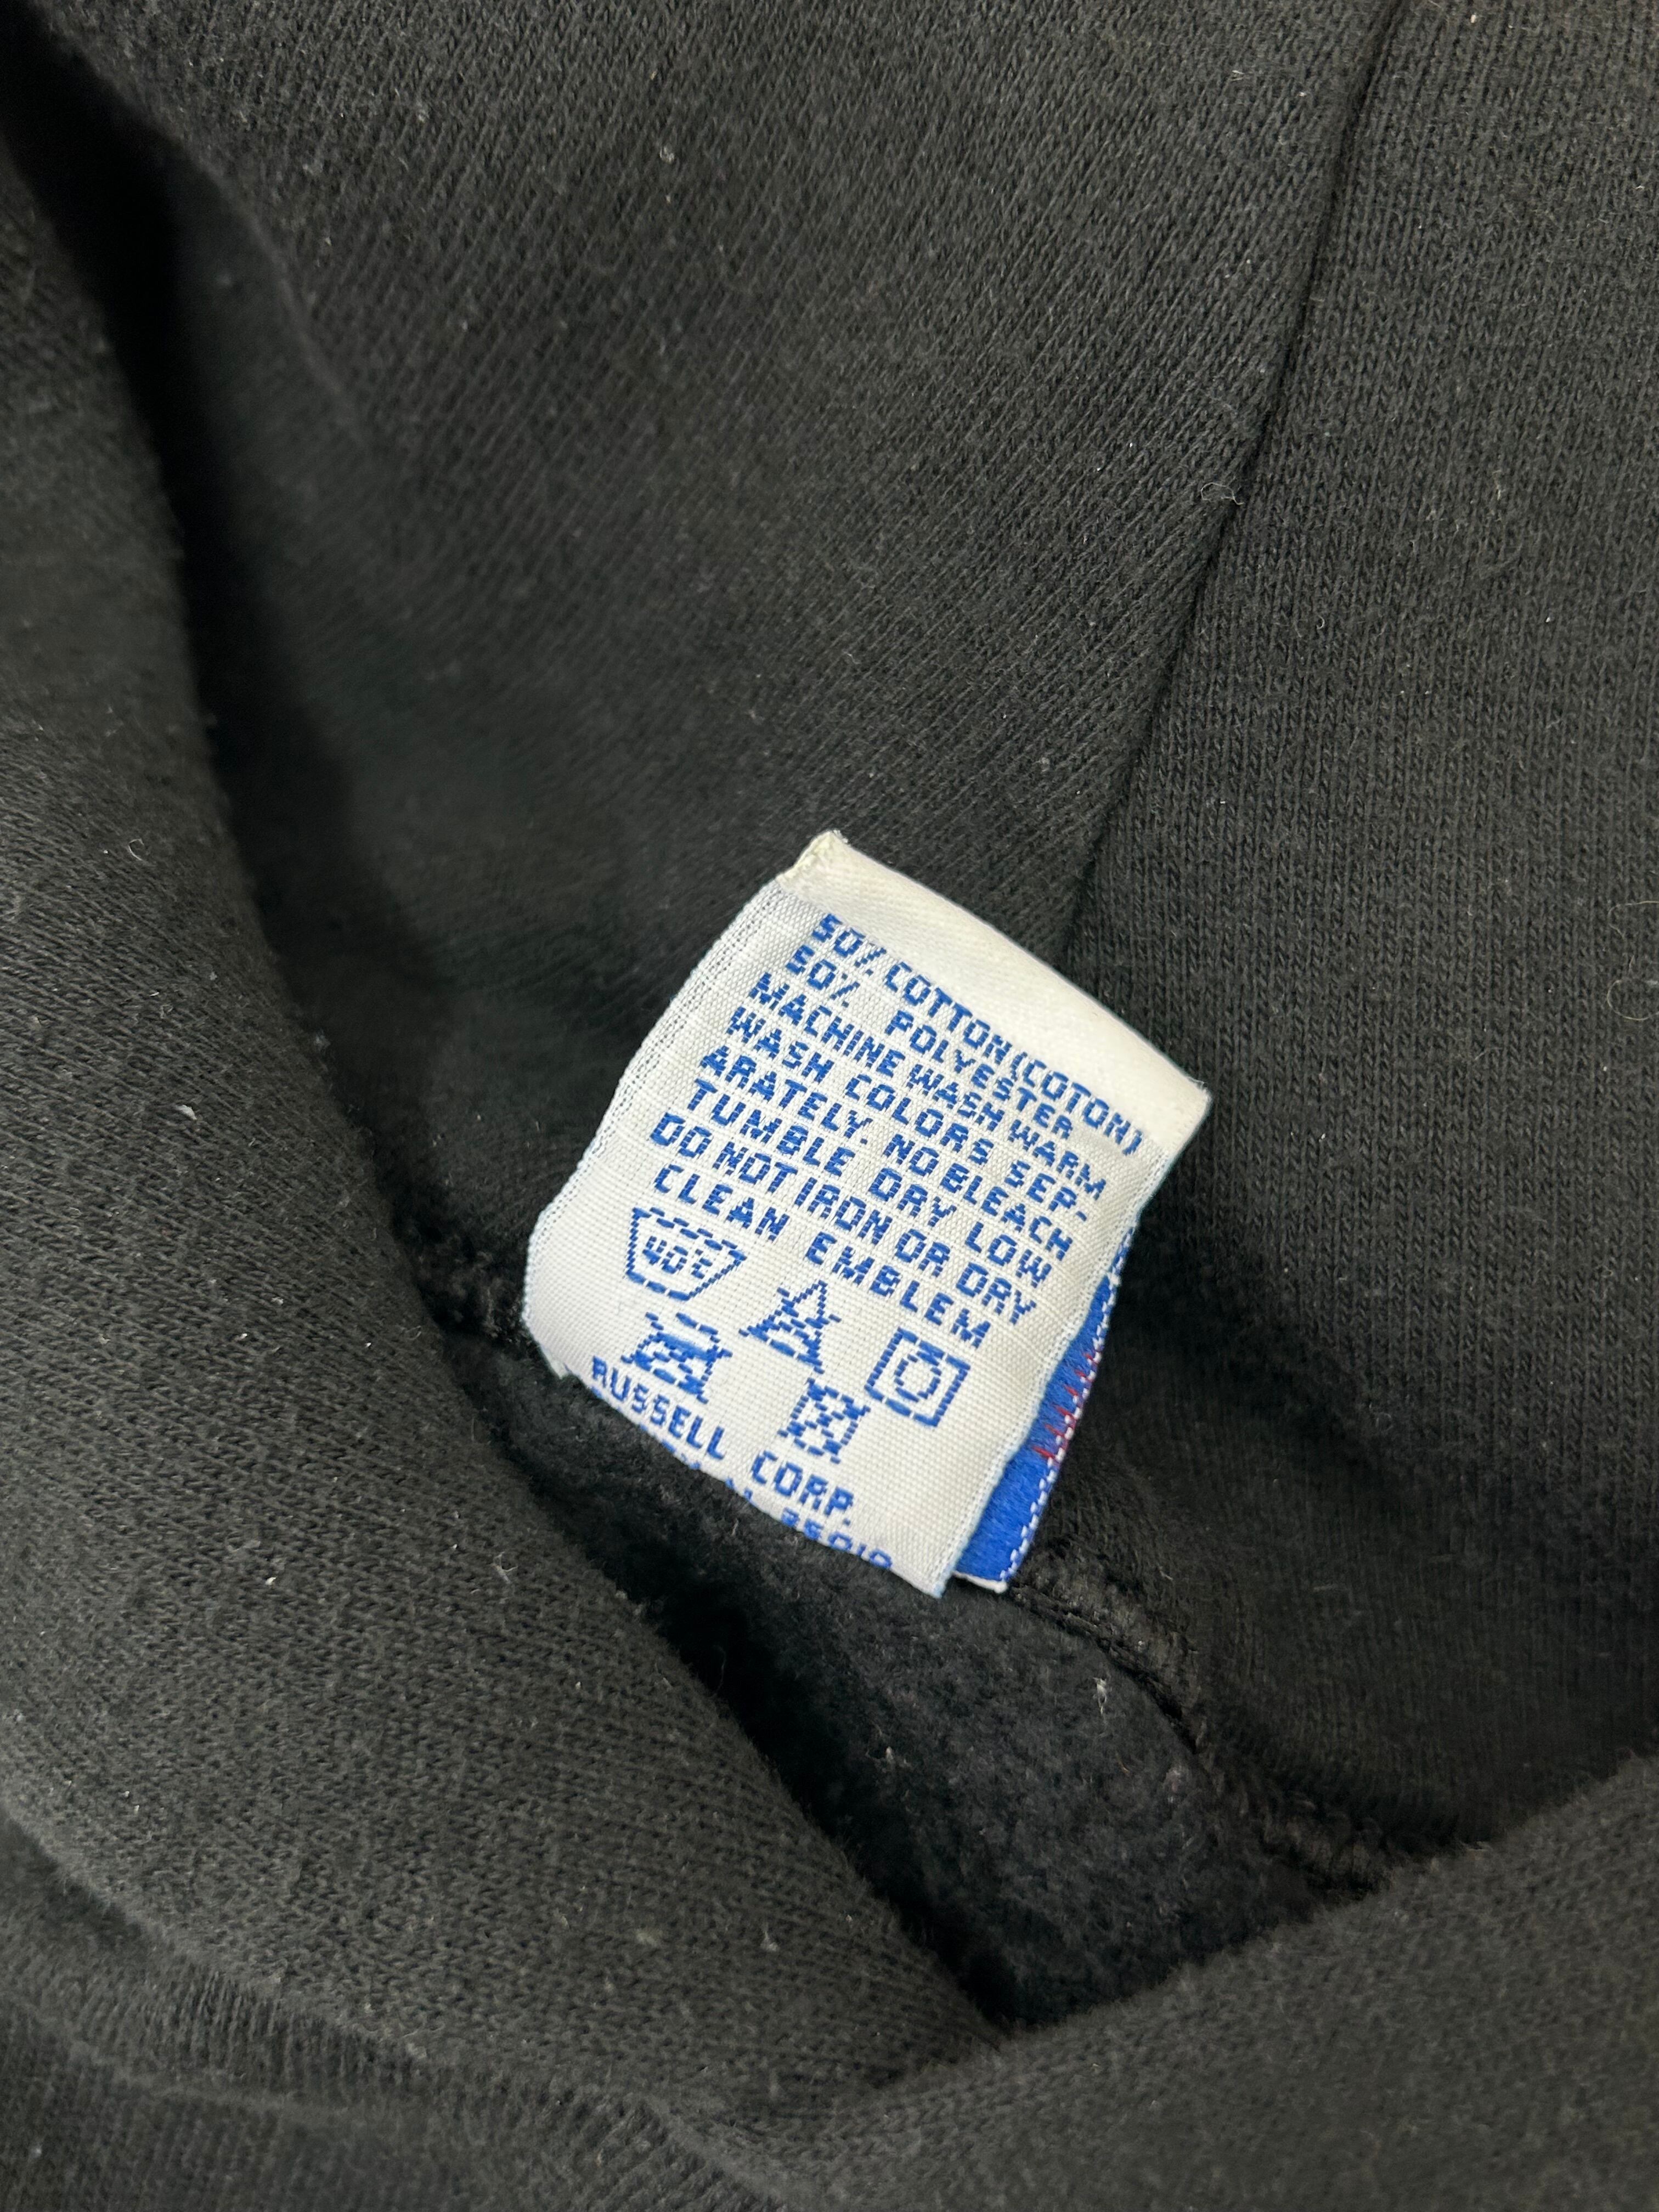 50% COTTON(COTON)
50% POLYESTER
MACHINE WASH WARM
WASH COLORS SEP-
ARATELY. NO BLEACH
TUMBLE DRY LOW
DO NOT IRON OR DRY
CLEAN EMBLEM
40°C
RUSSELL CORP.